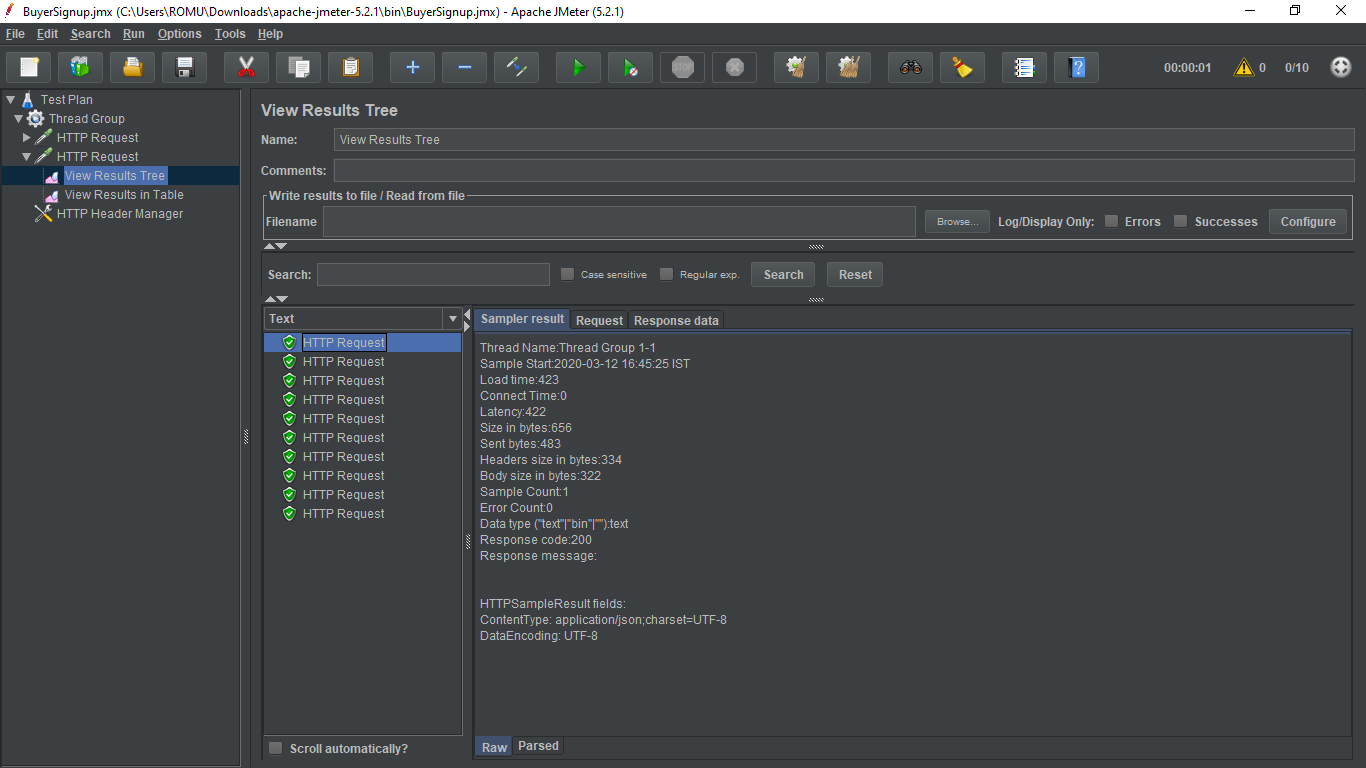 BuyerSignup.jmx (C:\Users\ROMU\Downloads\apache-jmeter-5.2.1\bin\BuyerSignup.jmx) - Apache JMeter (5.2.1)
File Edit Search Run Options Tools Help
STOP 00:00:01 0 0/10
Test Plan
Thread Group
HTTP Request
HTTP Request
View Results Tree
View Results in Table
HTTP Header Manager
View Results Tree
Name: View Results Tree
Comments:
Write results to file / Read from file
Filename Browse... Log/Display Only: Errors Successes Configure
Search: Case sensitive Regular exp. Search Reset
Text
HTTP Request
HTTP Request
HTTP Request
HTTP Request
HTTP Request
HTTP Request
HTTP Request
HTTP Request
HTTP Request
HTTP Request
Scroll automatically?
Sampler result Request Response data
Thread Name:Thread Group 1-1
Sample Start:2020-03-12 16:45:25 IST
Load time:423
Connect Time:0
Latency:422
Size in bytes:656
Sent bytes:483
Headers size in bytes:334
Body size in bytes:322
Sample Count:1
Error Count:0
Data type ("text"|"bin"|""):text
Response code:200
Response message:
HTTPSampleResult fields:
ContentType: application/json;charset=UTF-8
DataEncoding: UTF-8
Raw Parsed